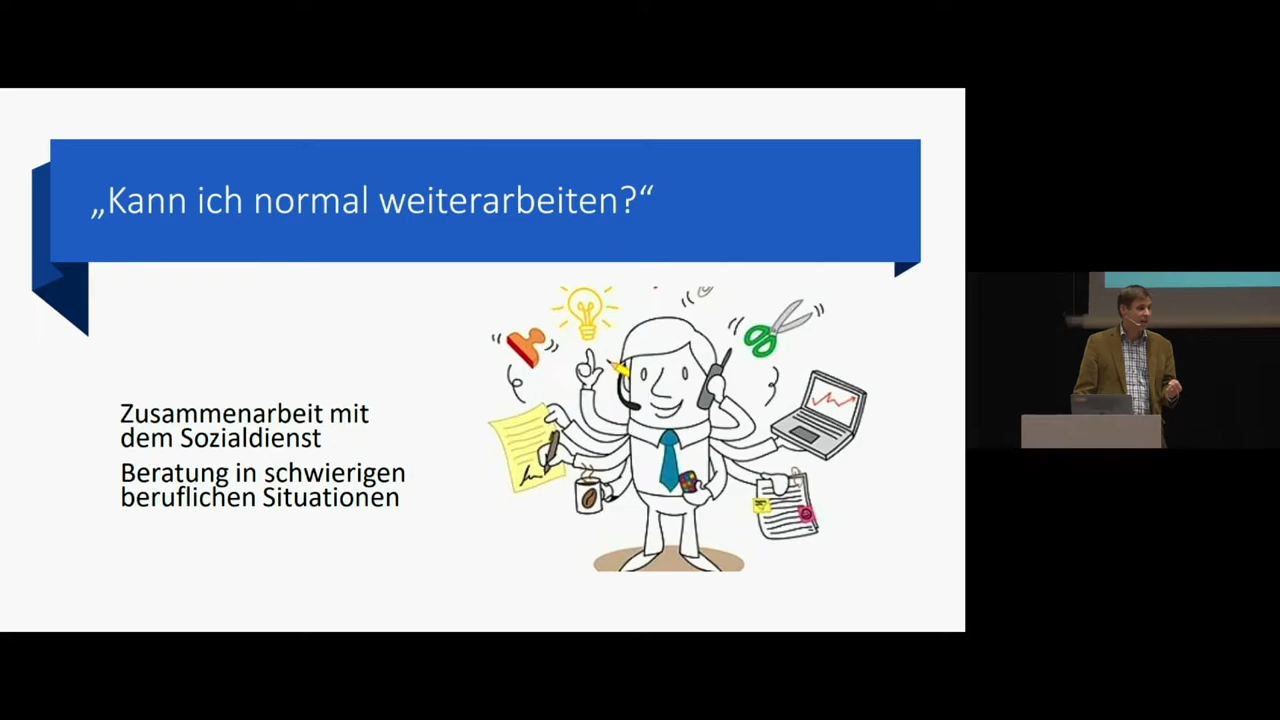 „Kann ich normal weiterarbeiten?“
Zusammenarbeit mit
dem Sozialdienst
Beratung in schwierigen
beruflichen Situationen